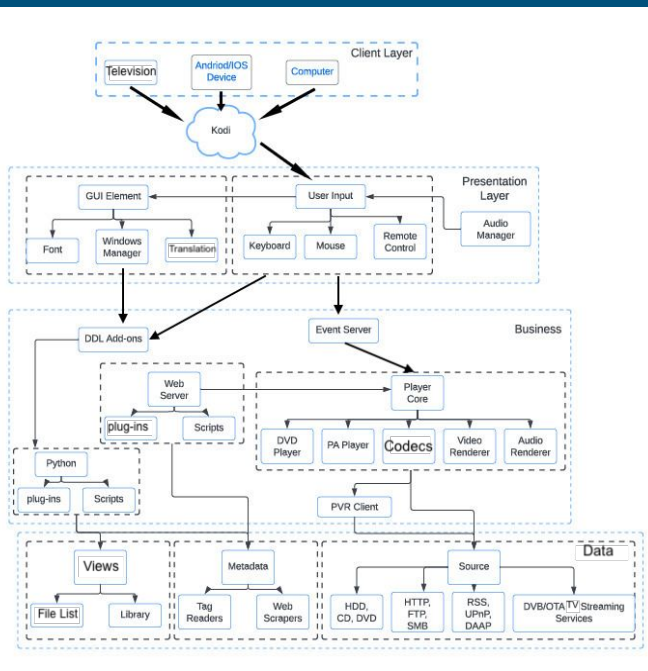 Client Layer
Television
Andriod/IOS
Device
Computer
Kodi
Presentation
Layer
GUI Element
User Input
Audio
Manager
Font
Windows
Manager
Translation
Keyboard
Mouse
Remote
Control
DDL Add-ons
Event Server
Business
Web
Server
Player
Core
plug-ins
Scripts
DVD
Player
PA Player
Codecs
Video
Renderer
Audio
Renderer
Python
plug-ins
Scripts
PVR Client
Data
Views
Metadata
Source
File List
Library
Tag
Readers
Web
Scrapers
HDD,
CD, DVD
HTTP,
FTP,
SMB
RSS,
UPnP,
DAAP
DVB/OTA TV Streaming
Services